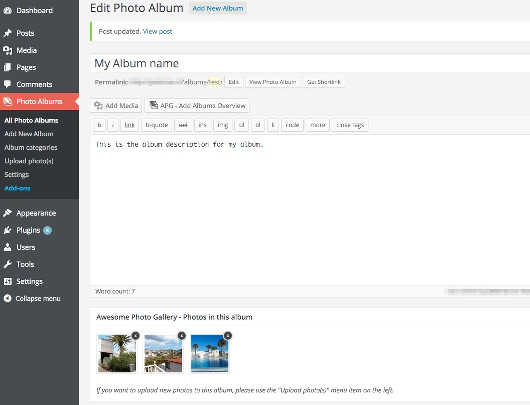 Dashboard
Posts
Media
Pages
Comments
Photo Albums
All Photo Albums
Add New Album
Album categories
Upload photo(s)
Settings
Add-ons
Appearance
Plugins
Users
Tools
Settings
Collapse menu
Edit Photo Album Add New Album
Post updated. View post
My Album name
Permalink: /albums/test/ Edit View Photo Album Get Shortlink
Add Media APG - Add Albums Overview
b i link b-quote del ins img ul ol li code more close tags
This is the album description for my album.
Word count: 7
Awesome Photo Gallery - Photos in this album
If you want to upload new photos to this album, please use the "Upload photo(s)" menu item on the left.